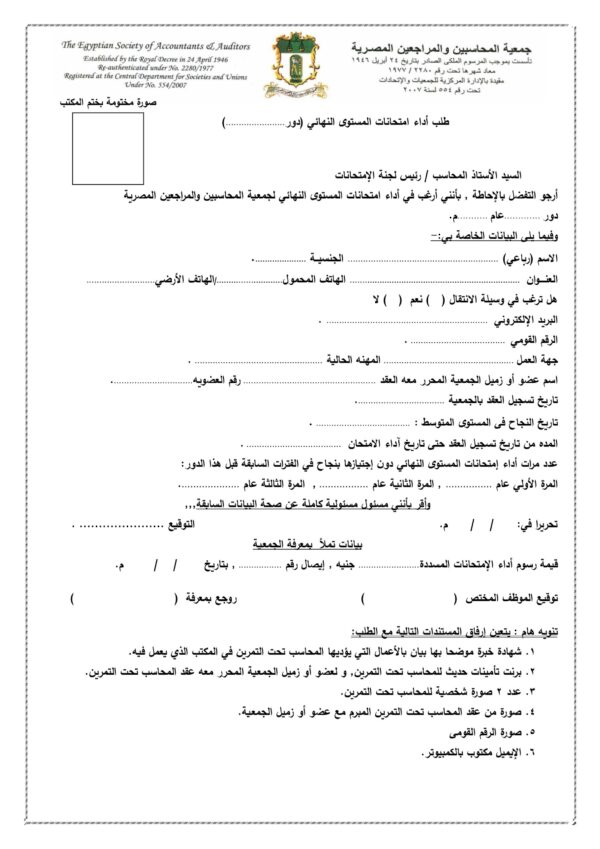 The Egyptian Society of Accountants & Auditors
Established by the Royal Decree in 24 April 1946
Re-authenticated under No. 2280/1977
Registered at the Central Department for Societies and Unions
Under No. 554/2007
جمعية المحاسبين والمراجعين المصرية
تأسست بموجب المرسوم الملكى الصادر بتاريخ ٢٤ أبريل ١٩٤٦
معاد شهرها تحت رقم ٢٢٨٠ / ١٩٧٧
مقيدة بالإدارة المركزية للجمعيات والإتحادات
تحت رقم ٥٥٤ لسنة ٢٠٠٧
صورة مختومة بختم المكتب
طلب أداء امتحانات المستوى النهائي (دور ......................)
السيد الأستاذ المحاسب / رئيس لجنة الإمتحانات
أرجو التفضل بالإحاطة , بأنني أرغب في أداء امتحانات المستوى النهائي لجمعية المحاسبين والمراجعين المصرية
دور .............عام ...........م.
وفيما يلى البيانات الخاصة بي:-
الاسم (رباعي) ........................................................ الجنسيـة ................... .
العنـــوان ............................................................... الهاتف المحمول........................./الهاتف الأرضي..........................
هل ترغب في وسيلة الانتقال ( ) نعم ( ) لا
البريد الإلكتروني ............................................................ .
الرقم القومي ................................... .
جهة العمل ................................................ المهنه الحالية ................................................ .
اسم عضو أو زميل الجمعية المحرر معه العقد .................................................. رقم العضويه..............................
تاريخ تسجيل العقد بالجمعية ................................
تاريخ النجاح فى المستوى المتوسط : ................................... .
المده من تاريخ تسجيل العقد حتى تاريخ أداء الامتحان ................................... .
عدد مرات أداء إمتحانات المستوى النهائي دون إجتيازها بنجاح في الفترات السابقة قبل هذا الدور:
المرة الأولي عام ................. , المرة الثانية عام .................. , المرة الثالثة عام ......................
وأقر بأنني مسئول مسئولية كاملة عن صحة البيانات السابقة,,,
تحريرا في: / / م. التوقيع ...................... .
بيانات تملأ بمعرفة الجمعية
قيمة رسوم أداء الإمتحانات المسددة....................... جنيه , إيصال رقم ................ , بتاريخ / / م.
توقيع الموظف المختص ( ) روجع بمعرفة ( )
تنويه هام : يتعين إرفاق المستندات التالية مع الطلب:
١. شهادة خبرة موضحا بها بيان بالأعمال التي يؤديها المحاسب تحت التمرين في المكتب الذي يعمل فيه.
٢. برنت تأمينات حديث للمحاسب تحت التمرين, و لعضو أو زميل الجمعية المحرر معه عقد المحاسب تحت التمرين.
٣. عدد ٢ صورة شخصية للمحاسب تحت التمرين.
٤. صورة من عقد المحاسب تحت التمرين المبرم مع عضو أو زميل الجمعية.
٥. صورة الرقم القومى
٦. الإيميل مكتوب بالكمبيوتر.